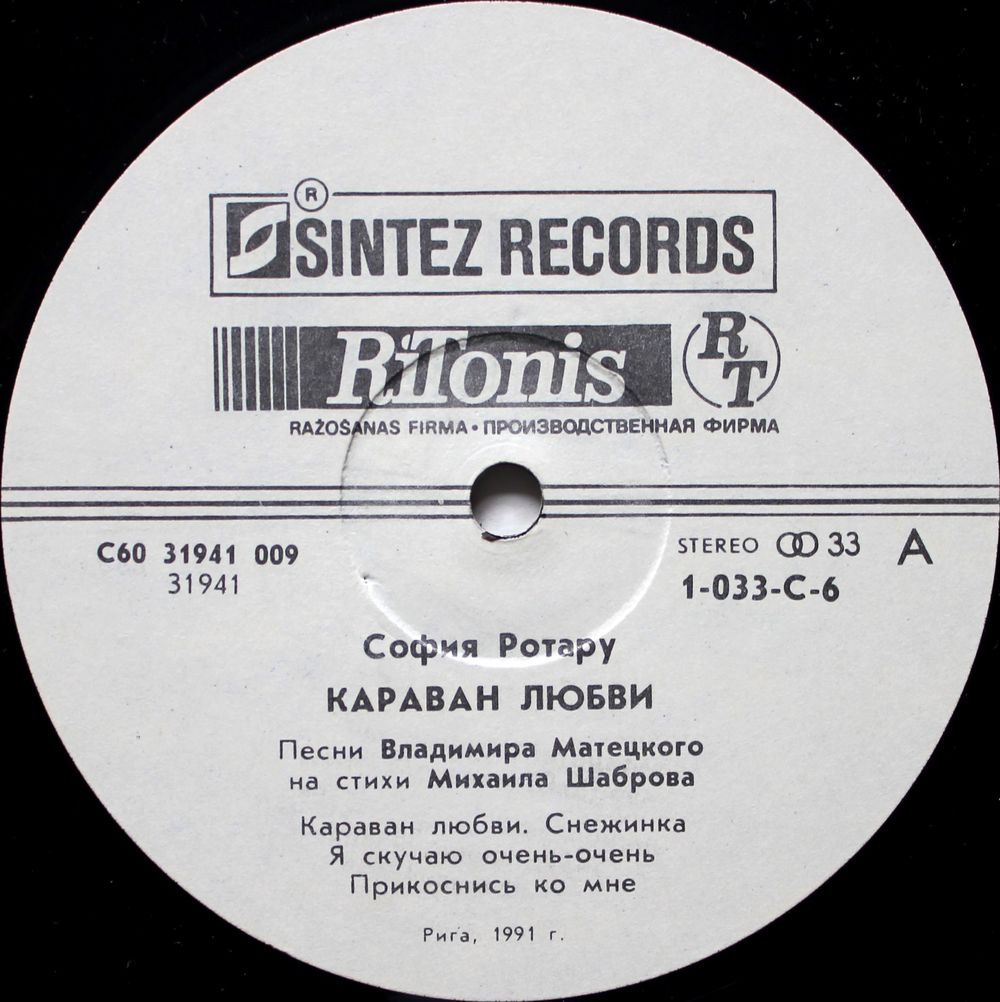 ®
SINTEZ RECORDS
RiTonis RT
RAŽOŠANAS FIRMA • ПРОИЗВОДСТВЕННАЯ ФИРМА
С60 31941 009
31941
STEREO 33 A
1-033-С-6
София Ротару
КАРАВАН ЛЮБВИ
Песни Владимира Матецкого
на стихи Михаила Шаброва
Караван любви. Снежинка
Я скучаю очень-очень
Прикоснись ко мне
Рига, 1991 г.